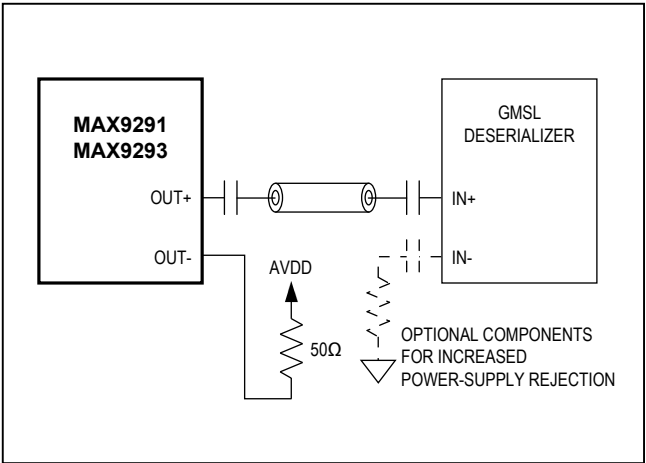 MAX9291
MAX9293
OUT+
OUT-
GMSL
DESERIALIZER
IN+
IN-
AVDD
50Ω
OPTIONAL COMPONENTS
FOR INCREASED
POWER-SUPPLY REJECTION